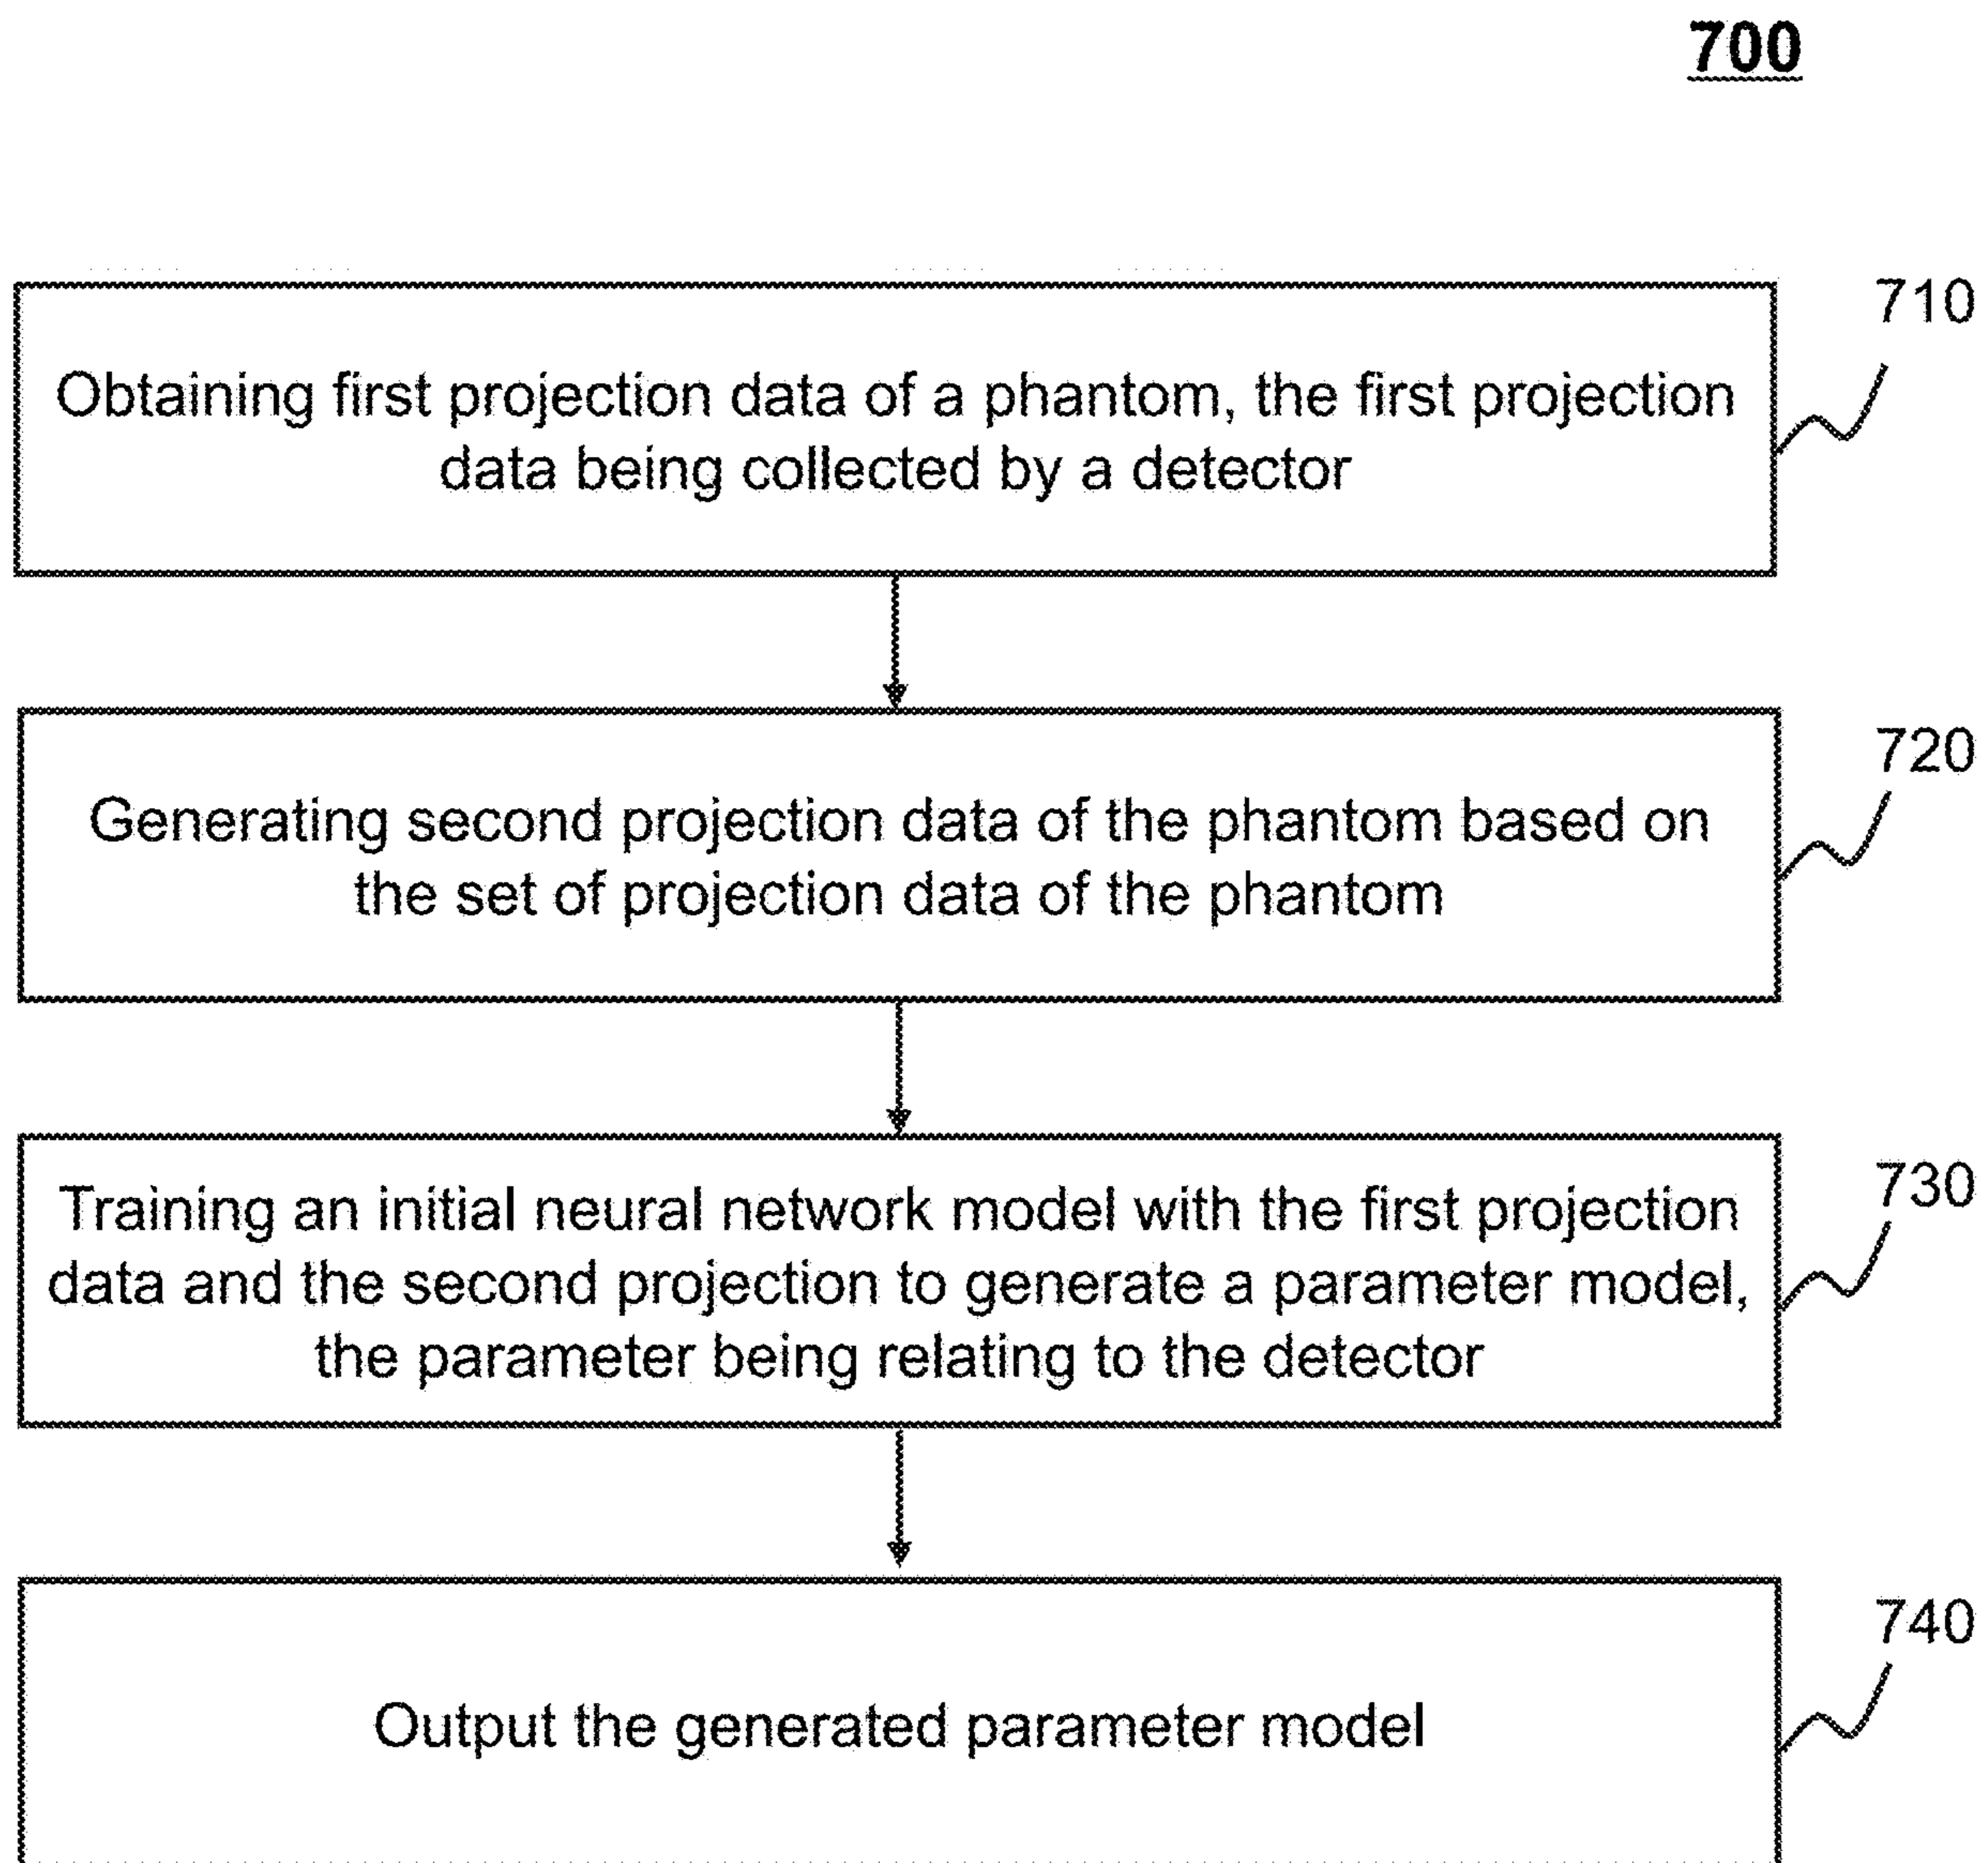 700
710
Obtaining first projection data of a phantom, the first projection
data being collected by a detector
720
Generating second projection data of the phantom based on
the set of projection data of the phantom
730
Training an initial neural network model with the first projection
data and the second projection to generate a parameter model,
the parameter being relating to the detector
740
Output the generated parameter model